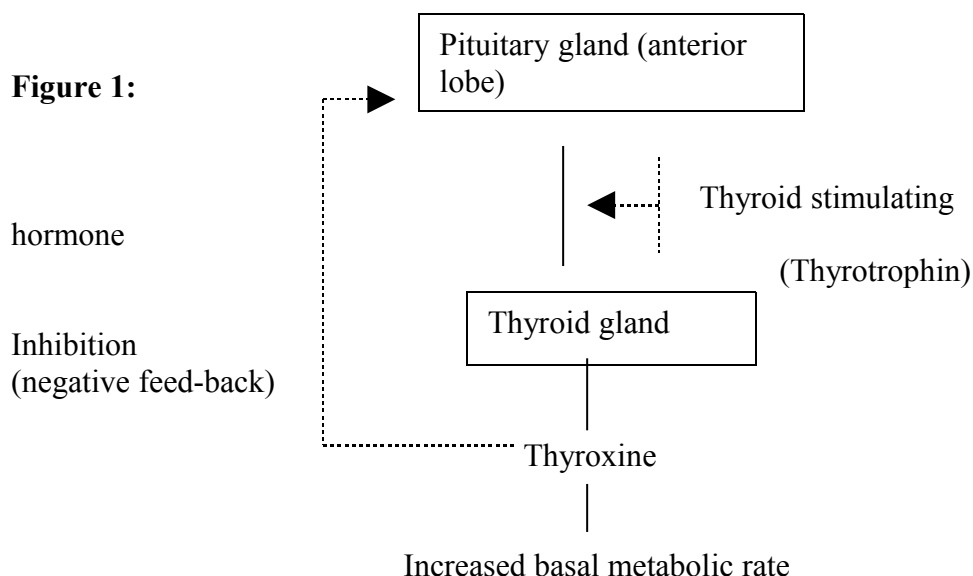 Pituitary gland (anterior
lobe)
Figure 1:
Thyroid stimulating
hormone
(Thyrotrophin)
Thyroid gland
Inhibition
(negative feed-back)
Thyroxine
Increased basal metabolic rate